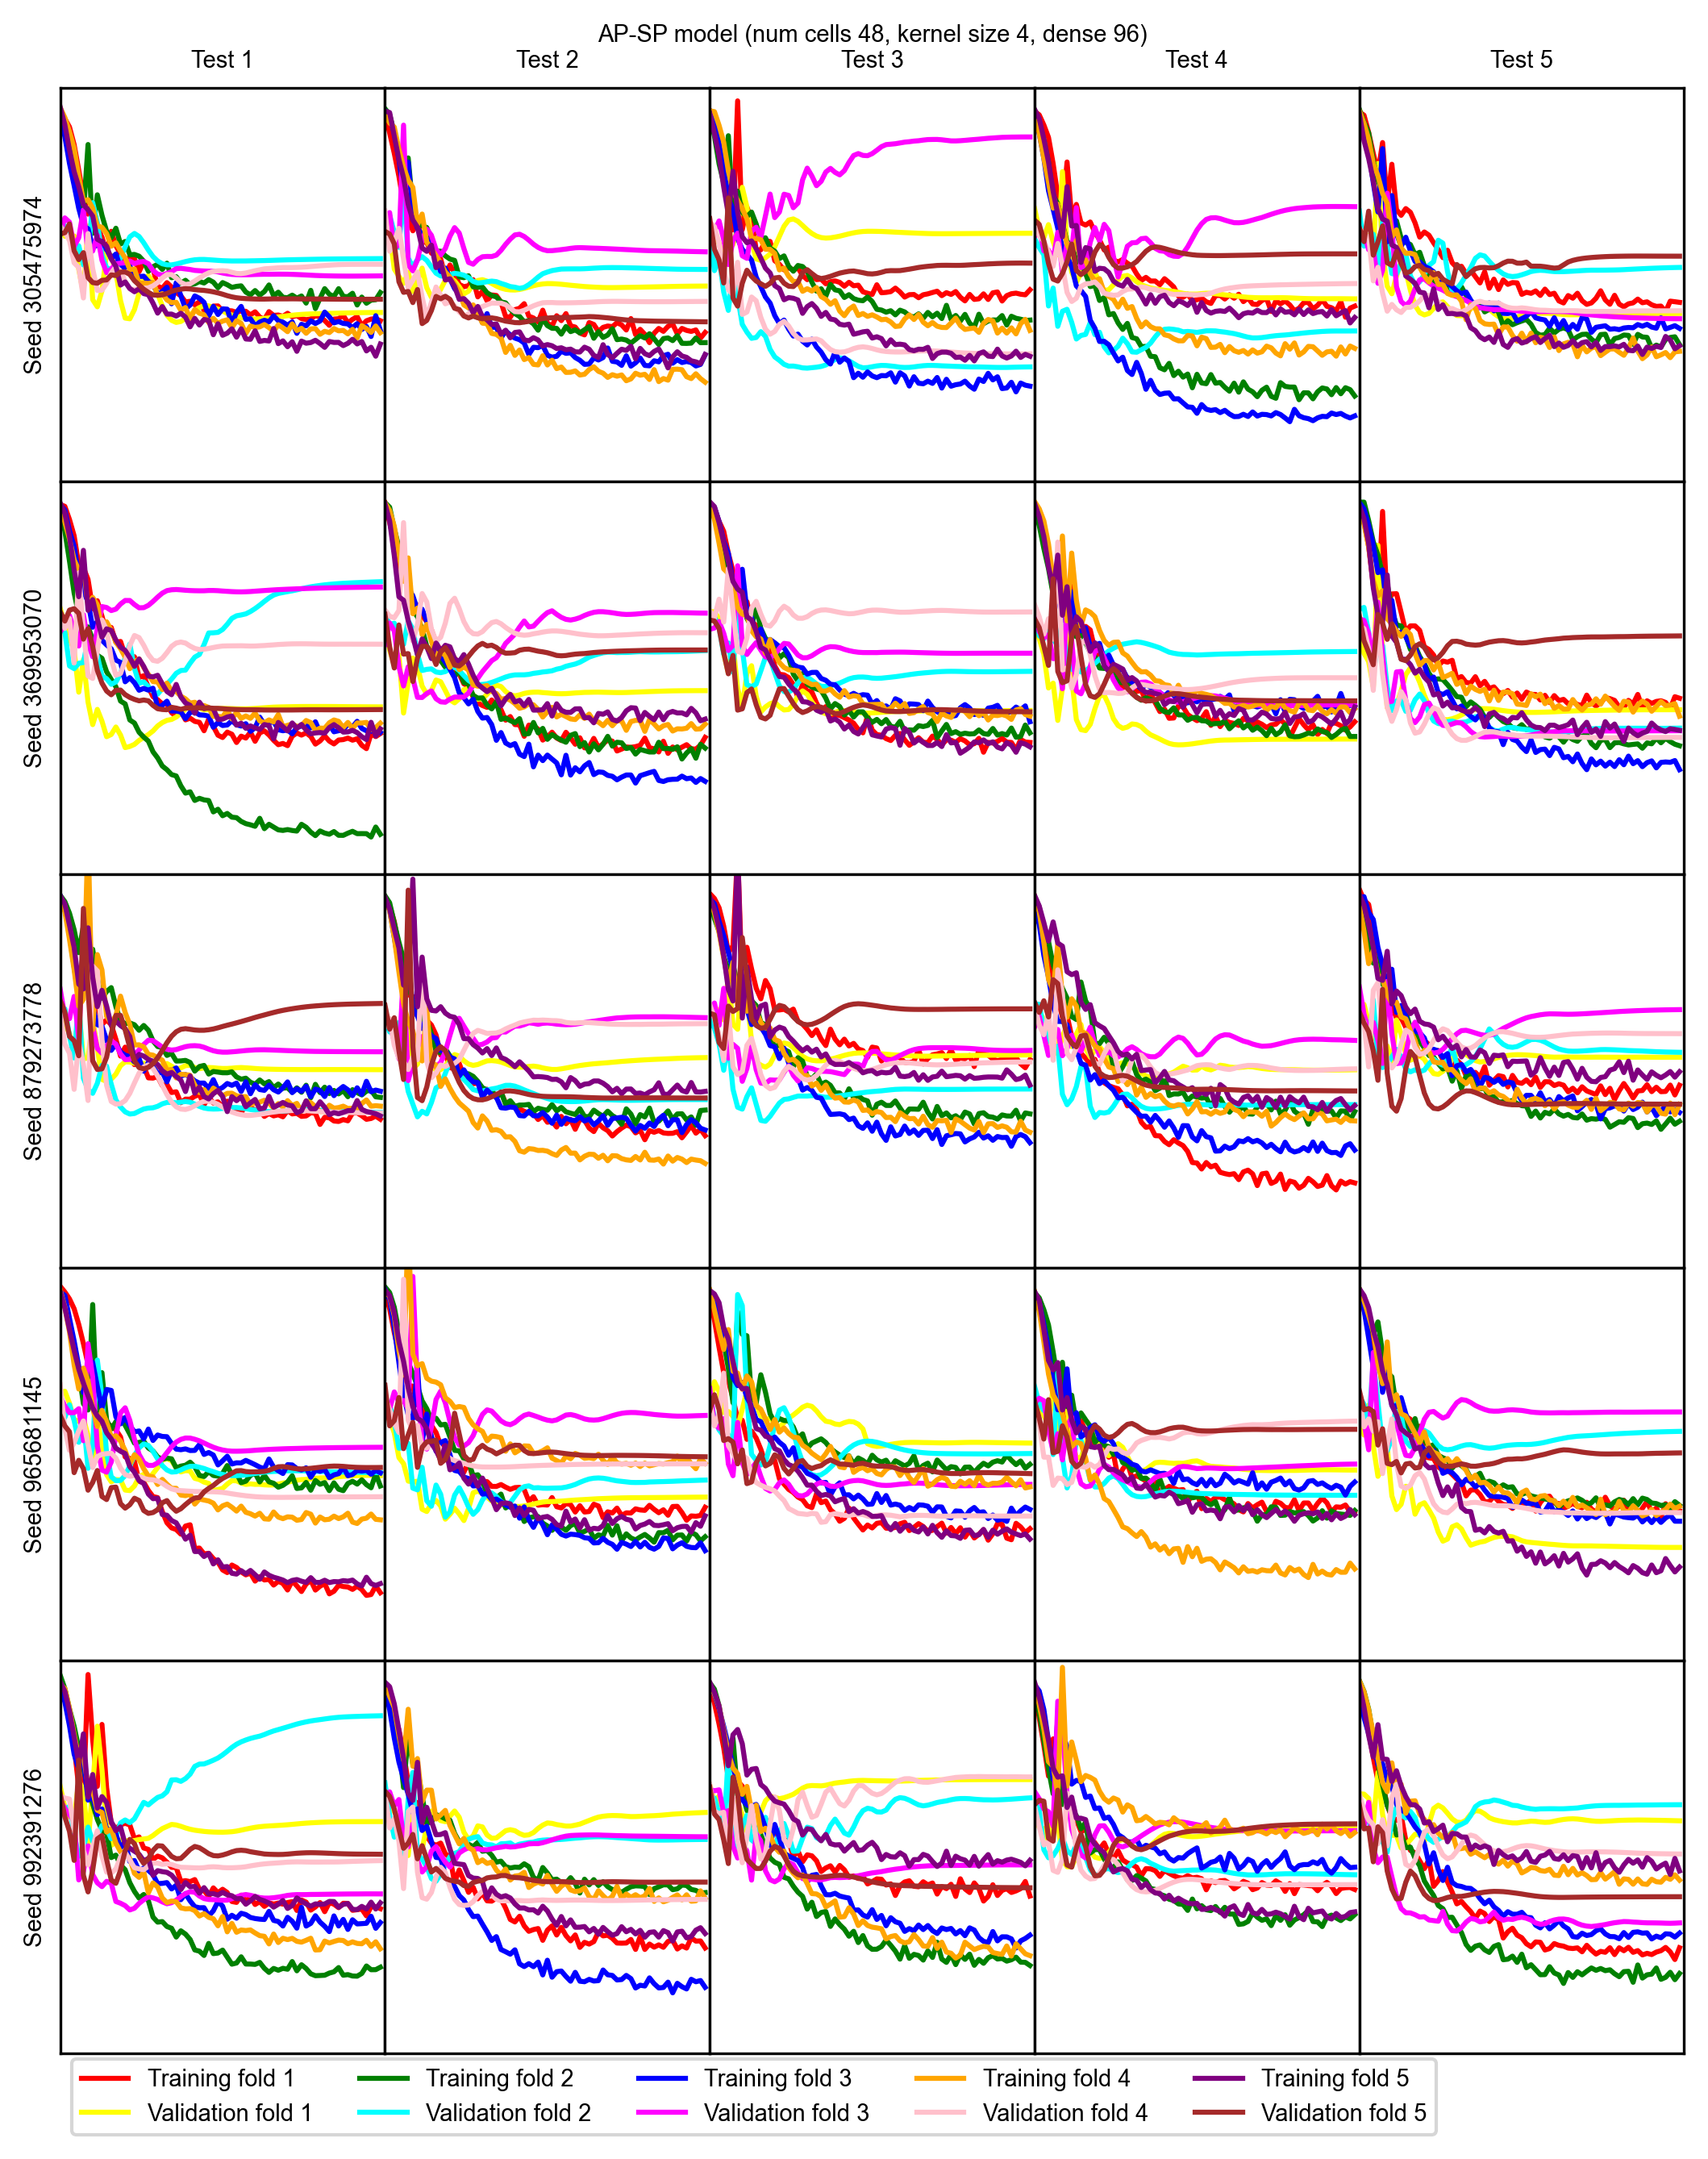 AP-SP model (num cells 48, kernel size 4, dense 96)
Test 1 Test 2 Test 3 Test 4 Test 5
Seed 305475974
Seed 369953070
Seed 879273778
Seed 965681145
Seed 992391276
Training fold 1 Training fold 2 Training fold 3 Training fold 4 Training fold 5
Validation fold 1 Validation fold 2 Validation fold 3 Validation fold 4 Validation fold 5